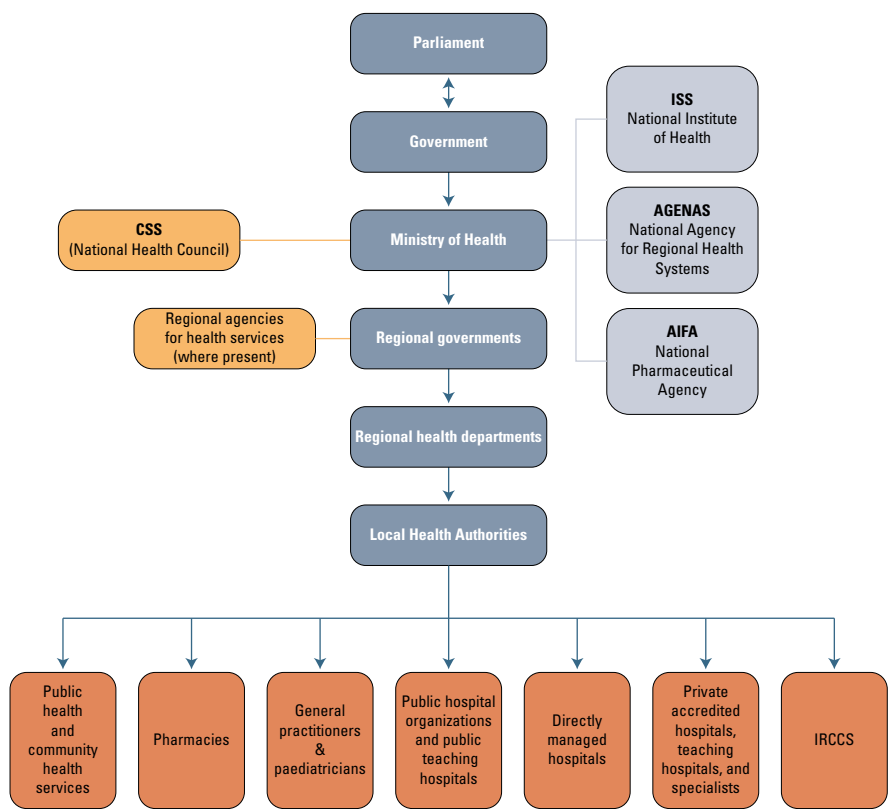 Parliament
ISS
National Institute
of Health
Government
AGENAS
National Agency
for Regional Health
Systems
CSS
(National Health Council)
Ministry of Health
Regional agencies
for health services
(where present)
Regional governments
AIFA
National
Pharmaceutical
Agency
Regional health departments
Local Health Authorities
Public
health
and
community
health
services
Pharmacies
General
practitioners
&
paediatricians
Public hospital
organizations
and public
teaching
hospitals
Directly
managed
hospitals
Private
accredited
hospitals,
teaching
hospitals, and
specialists
IRCCS